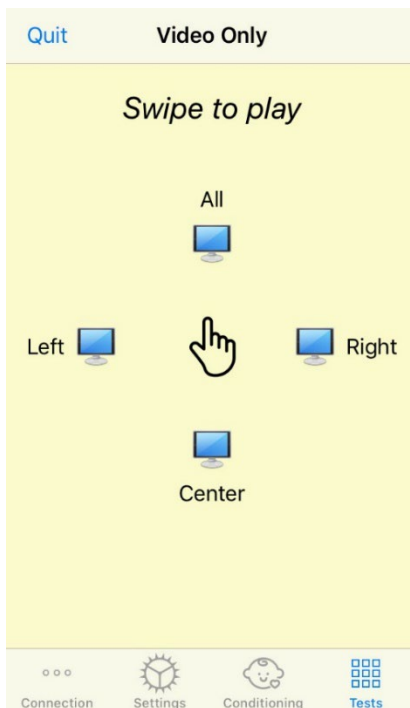 Quit Video Only
Swipe to play
All
Left Right
Center
Connection Settings Conditioning Tests